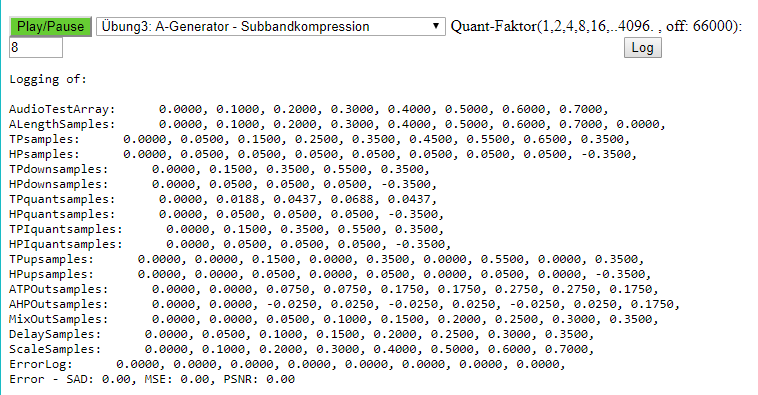 Play/Pause Übung3: A-Generator - Subbandkompression Quant-Faktor(1,2,4,8,16,..4096. , off: 66000):
8 Log
Logging of:
AudioTestArray: 0.0000, 0.1000, 0.2000, 0.3000, 0.4000, 0.5000, 0.6000, 0.7000,
ALengthSamples: 0.0000, 0.1000, 0.2000, 0.3000, 0.4000, 0.5000, 0.6000, 0.7000, 0.0000,
TPsamples: 0.0000, 0.0500, 0.1500, 0.2500, 0.3500, 0.4500, 0.5500, 0.6500, 0.3500,
HPsamples: 0.0000, 0.0500, 0.0500, 0.0500, 0.0500, 0.0500, 0.0500, 0.0500, -0.3500,
TPdownsamples: 0.0000, 0.1500, 0.3500, 0.5500, 0.3500,
HPdownsamples: 0.0000, 0.0500, 0.0500, 0.0500, -0.3500,
TPquantsamples: 0.0000, 0.0188, 0.0437, 0.0688, 0.0437,
HPquantsamples: 0.0000, 0.0500, 0.0500, 0.0500, -0.3500,
TPIquantsamples: 0.0000, 0.1500, 0.3500, 0.5500, 0.3500,
HPIquantsamples: 0.0000, 0.0500, 0.0500, 0.0500, -0.3500,
TPupsamples: 0.0000, 0.0000, 0.1500, 0.0000, 0.3500, 0.0000, 0.5500, 0.0000, 0.3500,
HPupsamples: 0.0000, 0.0000, 0.0500, 0.0000, 0.0500, 0.0000, 0.0500, 0.0000, -0.3500,
ATPOutsamples: 0.0000, 0.0000, 0.0750, 0.0750, 0.1750, 0.1750, 0.2750, 0.2750, 0.1750,
AHPOutsamples: 0.0000, 0.0000, -0.0250, 0.0250, -0.0250, 0.0250, -0.0250, 0.0250, 0.1750,
MixOutSamples: 0.0000, 0.0000, 0.0500, 0.1000, 0.1500, 0.2000, 0.2500, 0.3000, 0.3500,
DelaySamples: 0.0000, 0.0500, 0.1000, 0.1500, 0.2000, 0.2500, 0.3000, 0.3500,
ScaleSamples: 0.0000, 0.1000, 0.2000, 0.3000, 0.4000, 0.5000, 0.6000, 0.7000,
ErrorLog: 0.0000, 0.0000, 0.0000, 0.0000, 0.0000, 0.0000, 0.0000, 0.0000,
Error - SAD: 0.00, MSE: 0.00, PSNR: 0.00